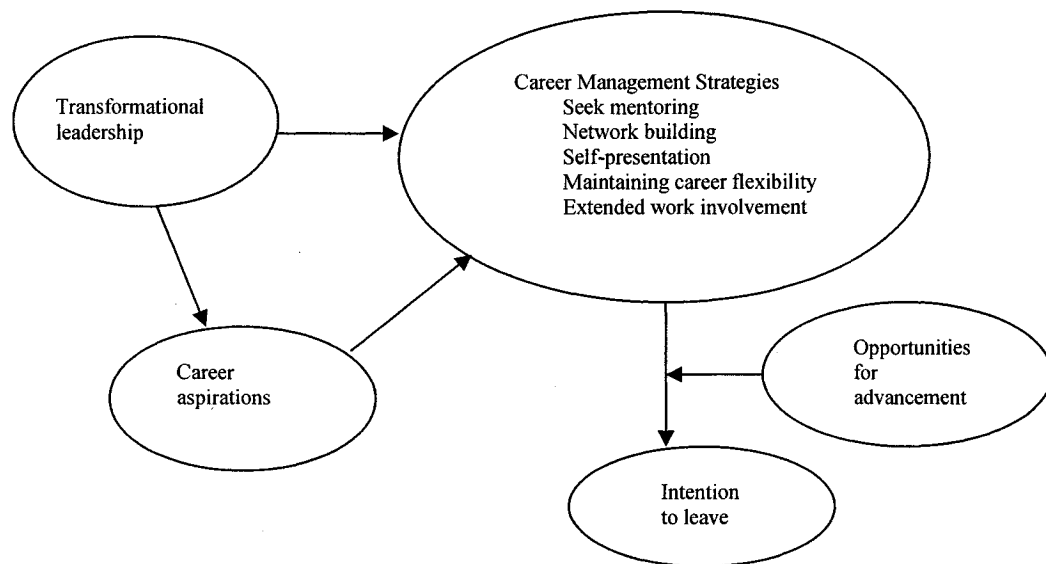 Transformational
leadership
Career Management Strategies
Seek mentoring
Network building
Self-presentation
Maintaining career flexibility
Extended work involvement
Career
aspirations
Opportunities
for
advancement
Intention
to leave